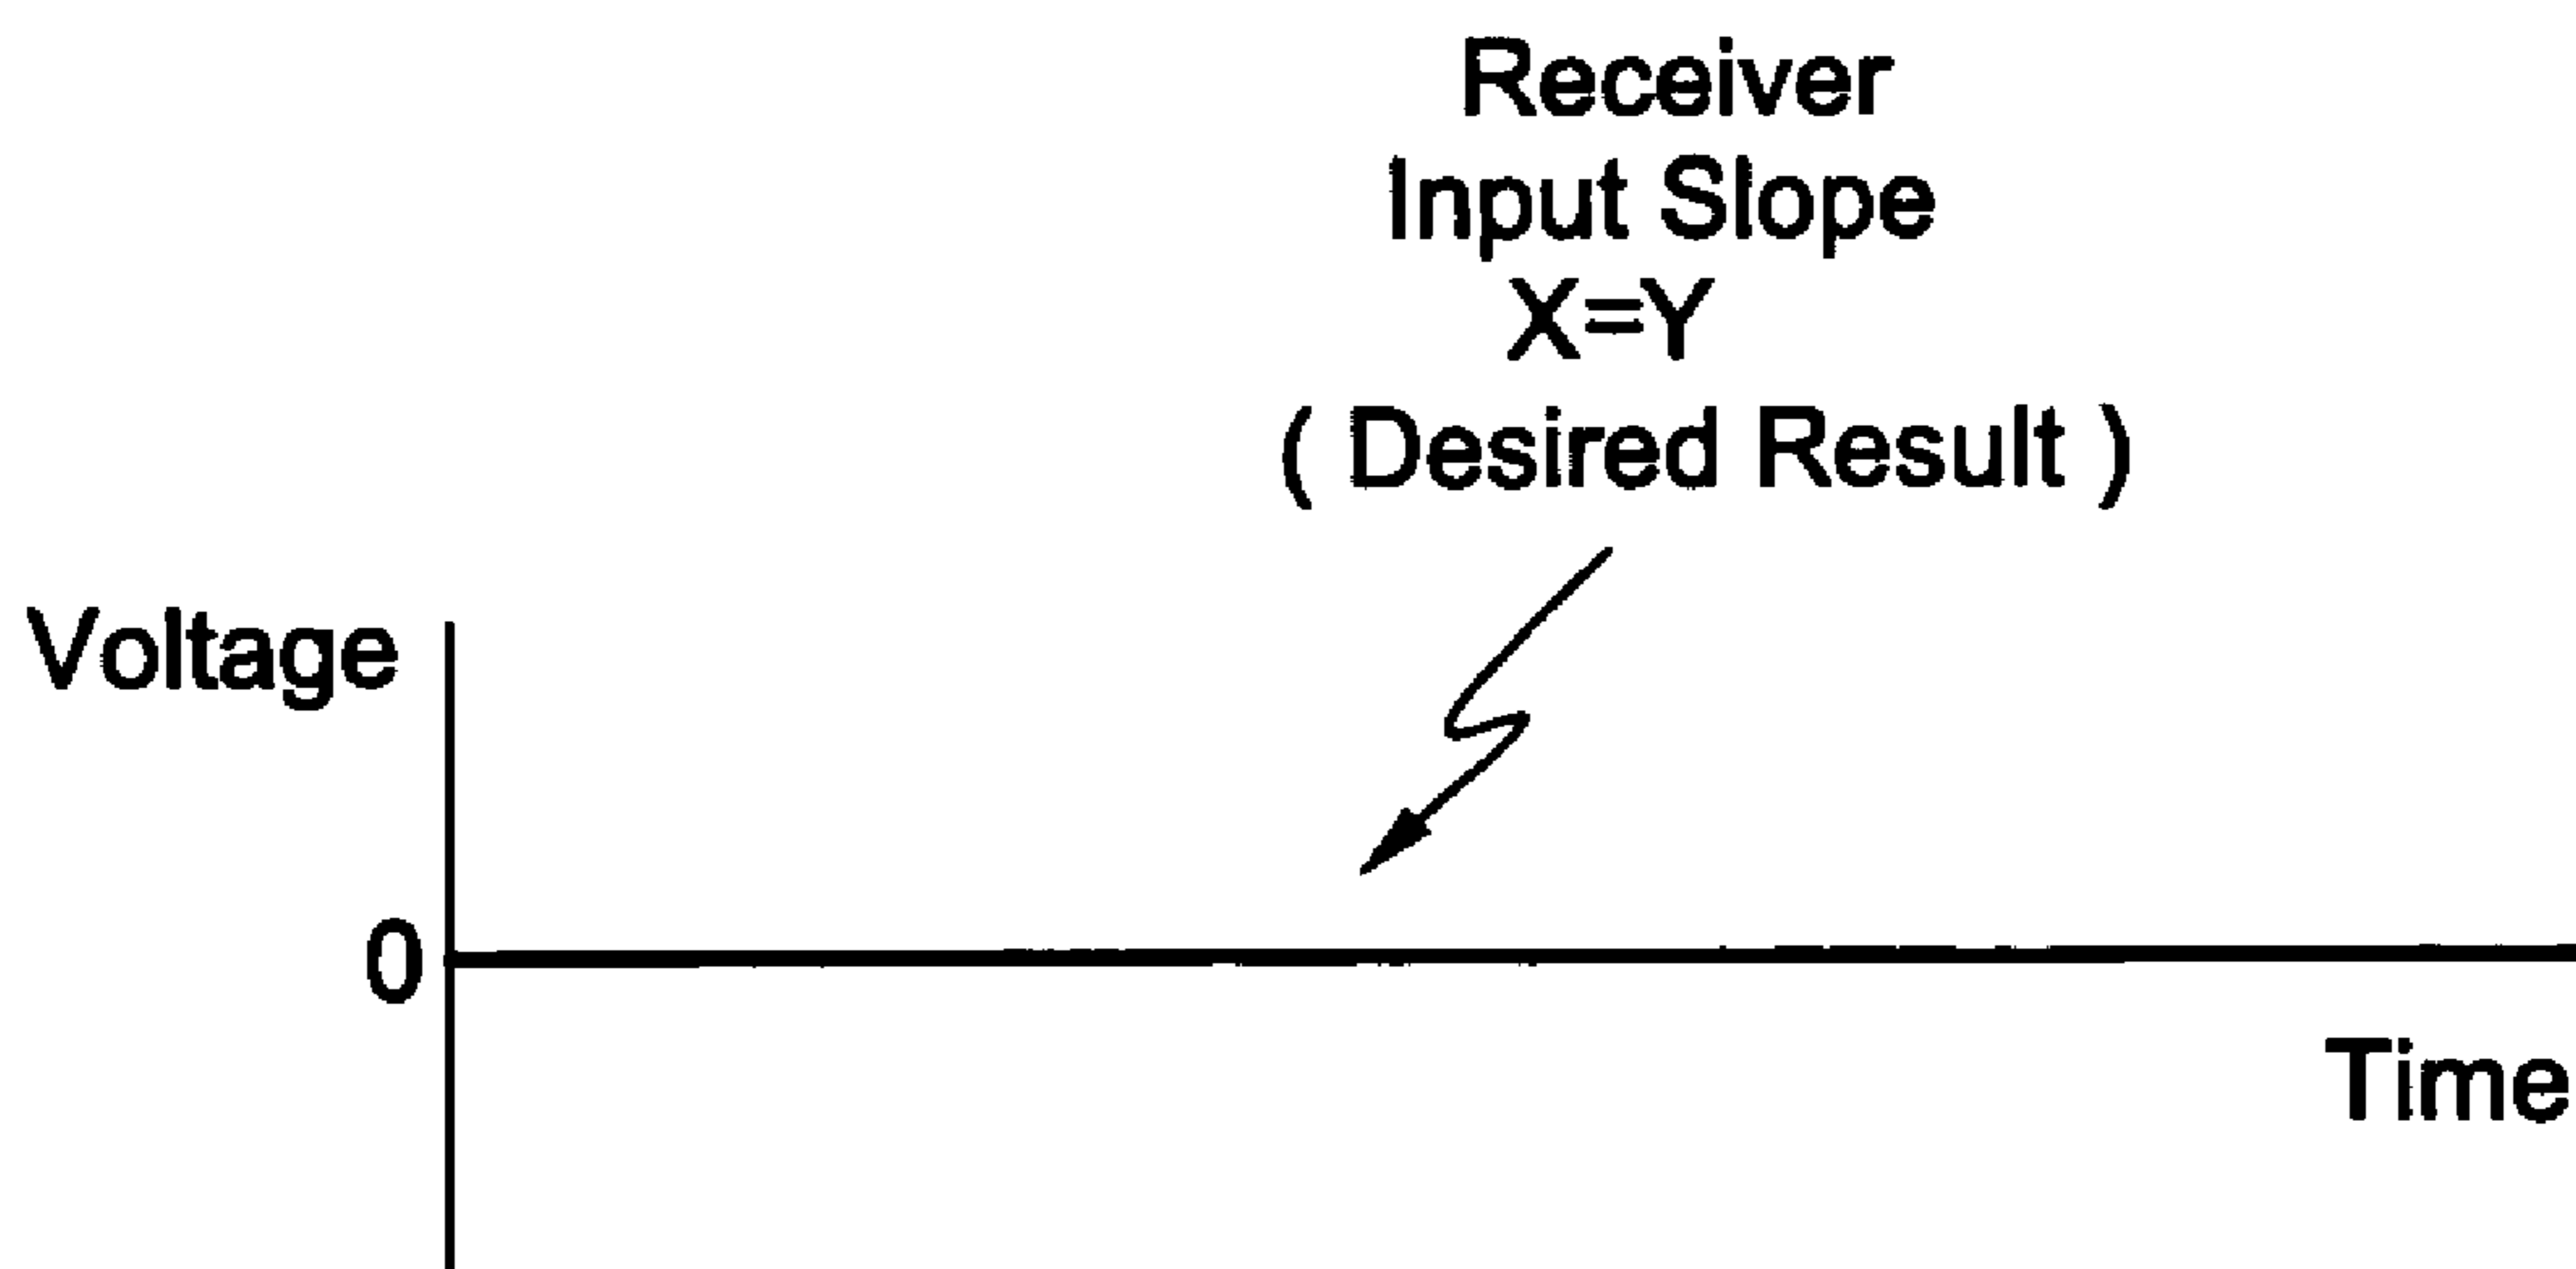 Receiver
Input Slope
X=Y
( Desired Result )
Voltage
0
Time